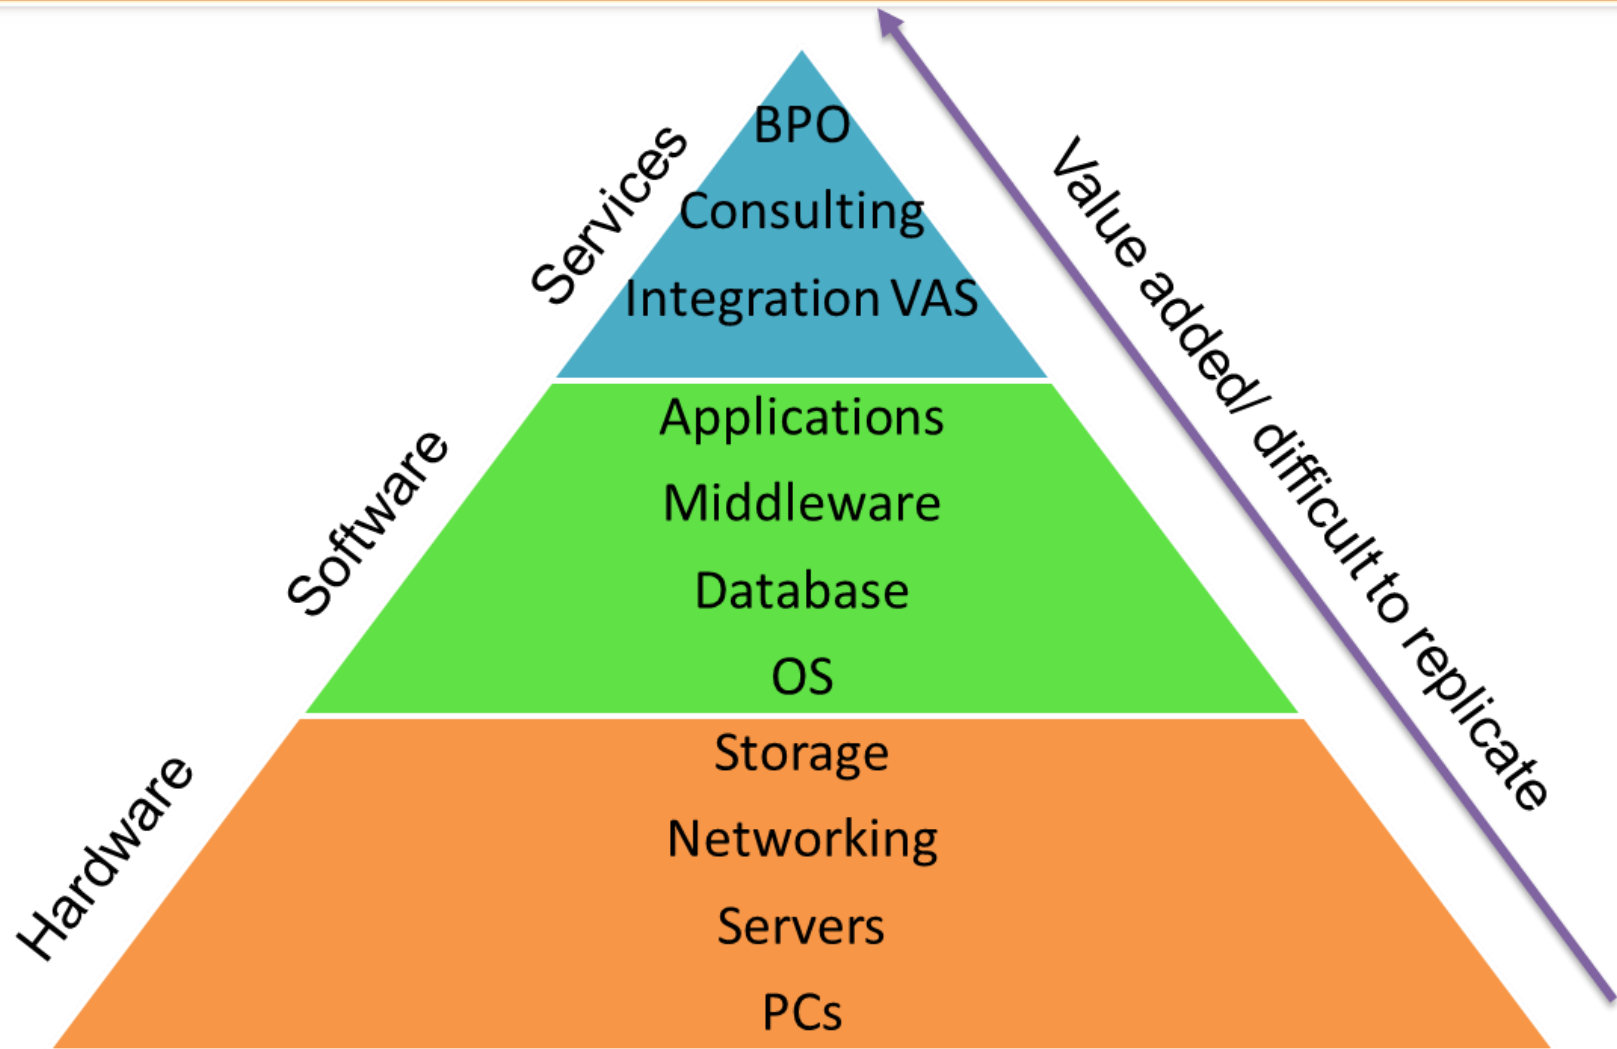 Services
BPO
Consulting
Integration VAS
Software
Applications
Middleware
Database
OS
Hardware
Storage
Networking
Servers
PCs
Value added/ difficult to replicate